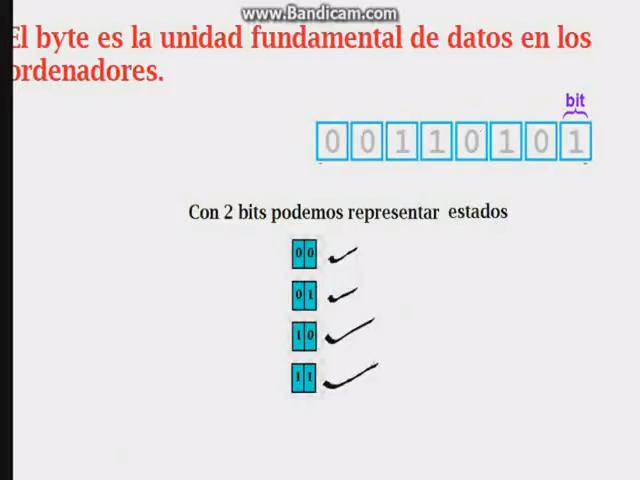 www.Bandicam.com
El byte es la unidad fundamental de datos en los
ordenadores.
bit
0 0 1 1 0 1 0 1
Con 2 bits podemos representar estados
0 0
0 1
1 0
1 1